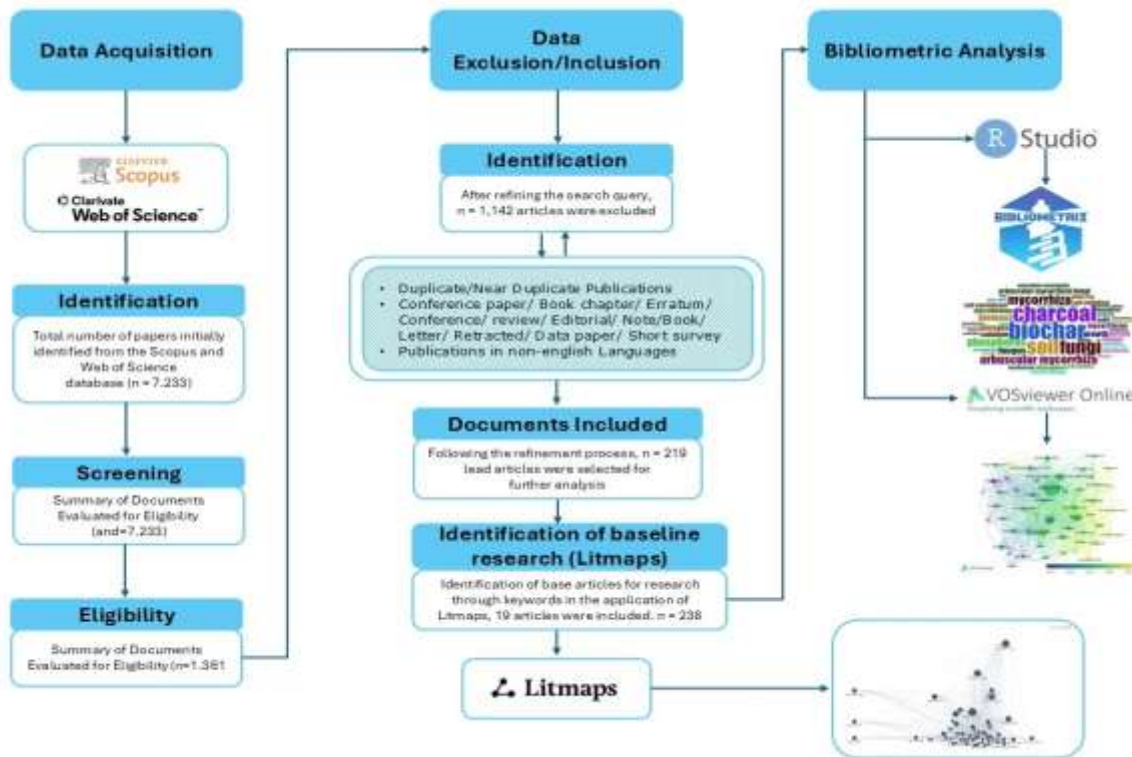 Data Acquisition
ELSEVIER
Scopus
Clarivate
Web of Science™
Identification
Total number of papers initially
identified from the Scopus and
Web of Science
database (n = 7.233)
Screening
Summary of Documents
Evaluated for Eligibility
(and=7.233)
Eligibility
Summary of Documents
Evaluated for Eligibility (n=1.361
Data
Exclusion/Inclusion
Identification
After refining the search query,
n = 1,142 articles were excluded
• Duplicate/Near Duplicate Publications
• Conference paper/ Book chapter/ Erratum/
Conference/ review/ Editorial/ Note/Book/
Letter/ Retracted/ Data paper/ Short survey
• Publications in non-english Languages
Documents Included
Following the refinement process, n = 219
lead articles were selected for
further analysis
Identification of baseline
research (Litmaps)
Identification of base articles for research
through keywords in the application of
Litmaps, 19 articles were included. n = 238
Litmaps
Bibliometric Analysis
R Studio
BIBLIOMETRIX
mycorrhiza
charcoal
biochar
soil fungi
arbuscular mycorrhiza
VOSviewer Online